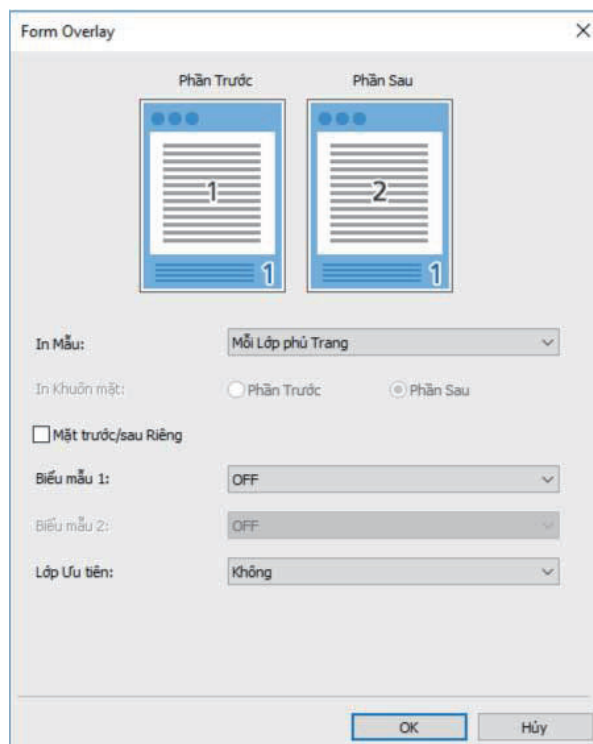 Form Overlay
Phần Trước Phần Sau
1 2
1 1
In Mẫu: Mỗi Lớp phủ Trang
In Khuôn mặt: Phần Trước Phần Sau
Mặt trước/sau Riêng
Biểu mẫu 1: OFF
Biểu mẫu 2: OFF
Lớp Ưu tiên: Không
OK Hủy